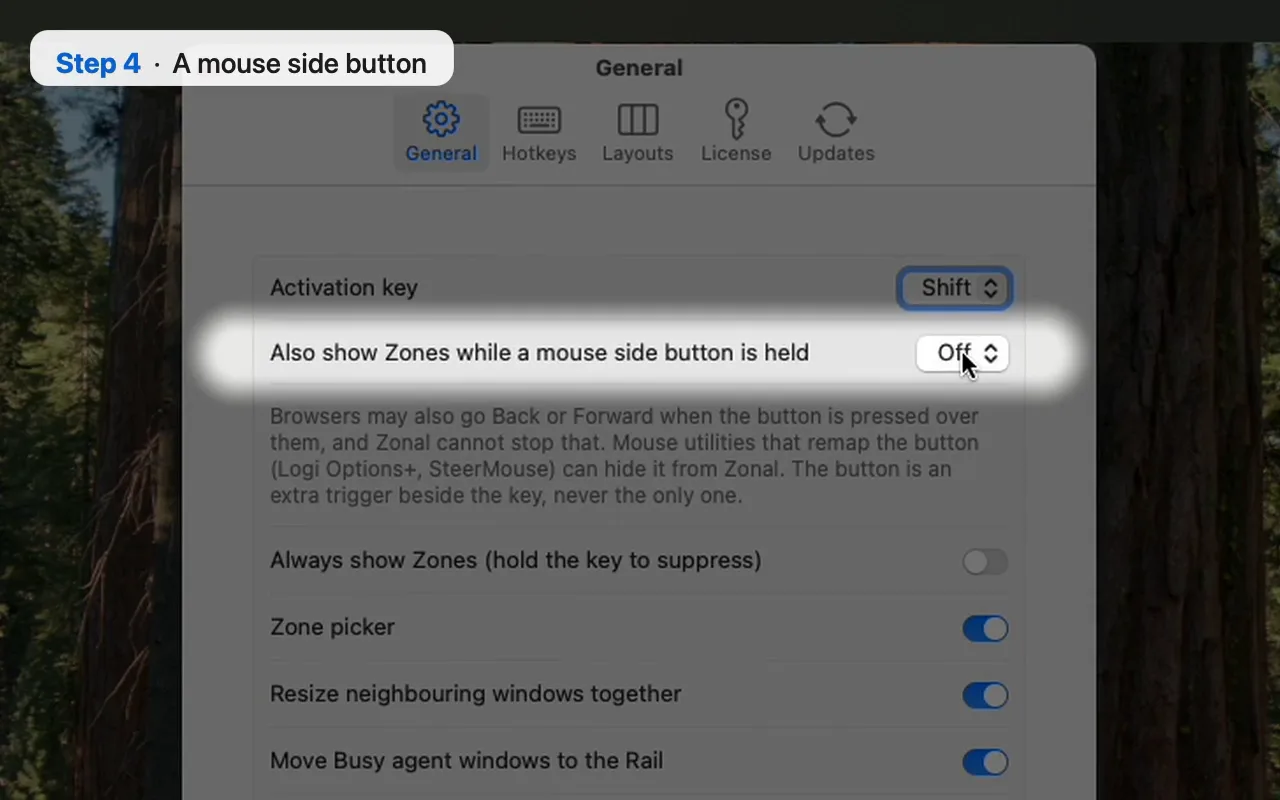 Step 4 · A mouse side button
General
General Hotkeys Layouts License Updates
Activation key Shift
Also show Zones while a mouse side button is held Off
Browsers may also go Back or Forward when the button is pressed over
them, and Zonal cannot stop that. Mouse utilities that remap the button
(Logi Options+, SteerMouse) can hide it from Zonal. The button is an
extra trigger beside the key, never the only one.
Always show Zones (hold the key to suppress)
Zone picker
Resize neighbouring windows together
Move Busy agent windows to the Rail